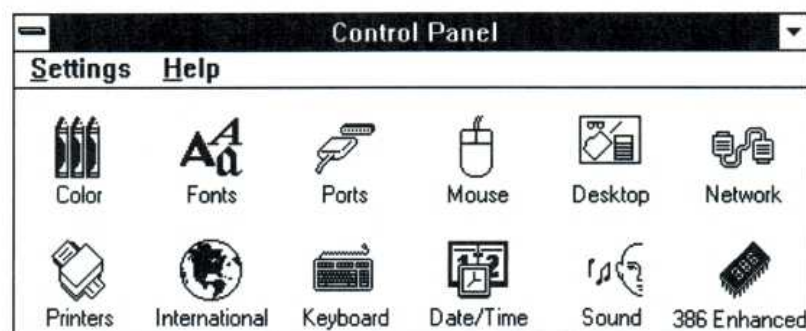 Control Panel
Settings Help
Color Fonts Ports Mouse Desktop Network
Printers International Keyboard Date/Time Sound 386 Enhanced